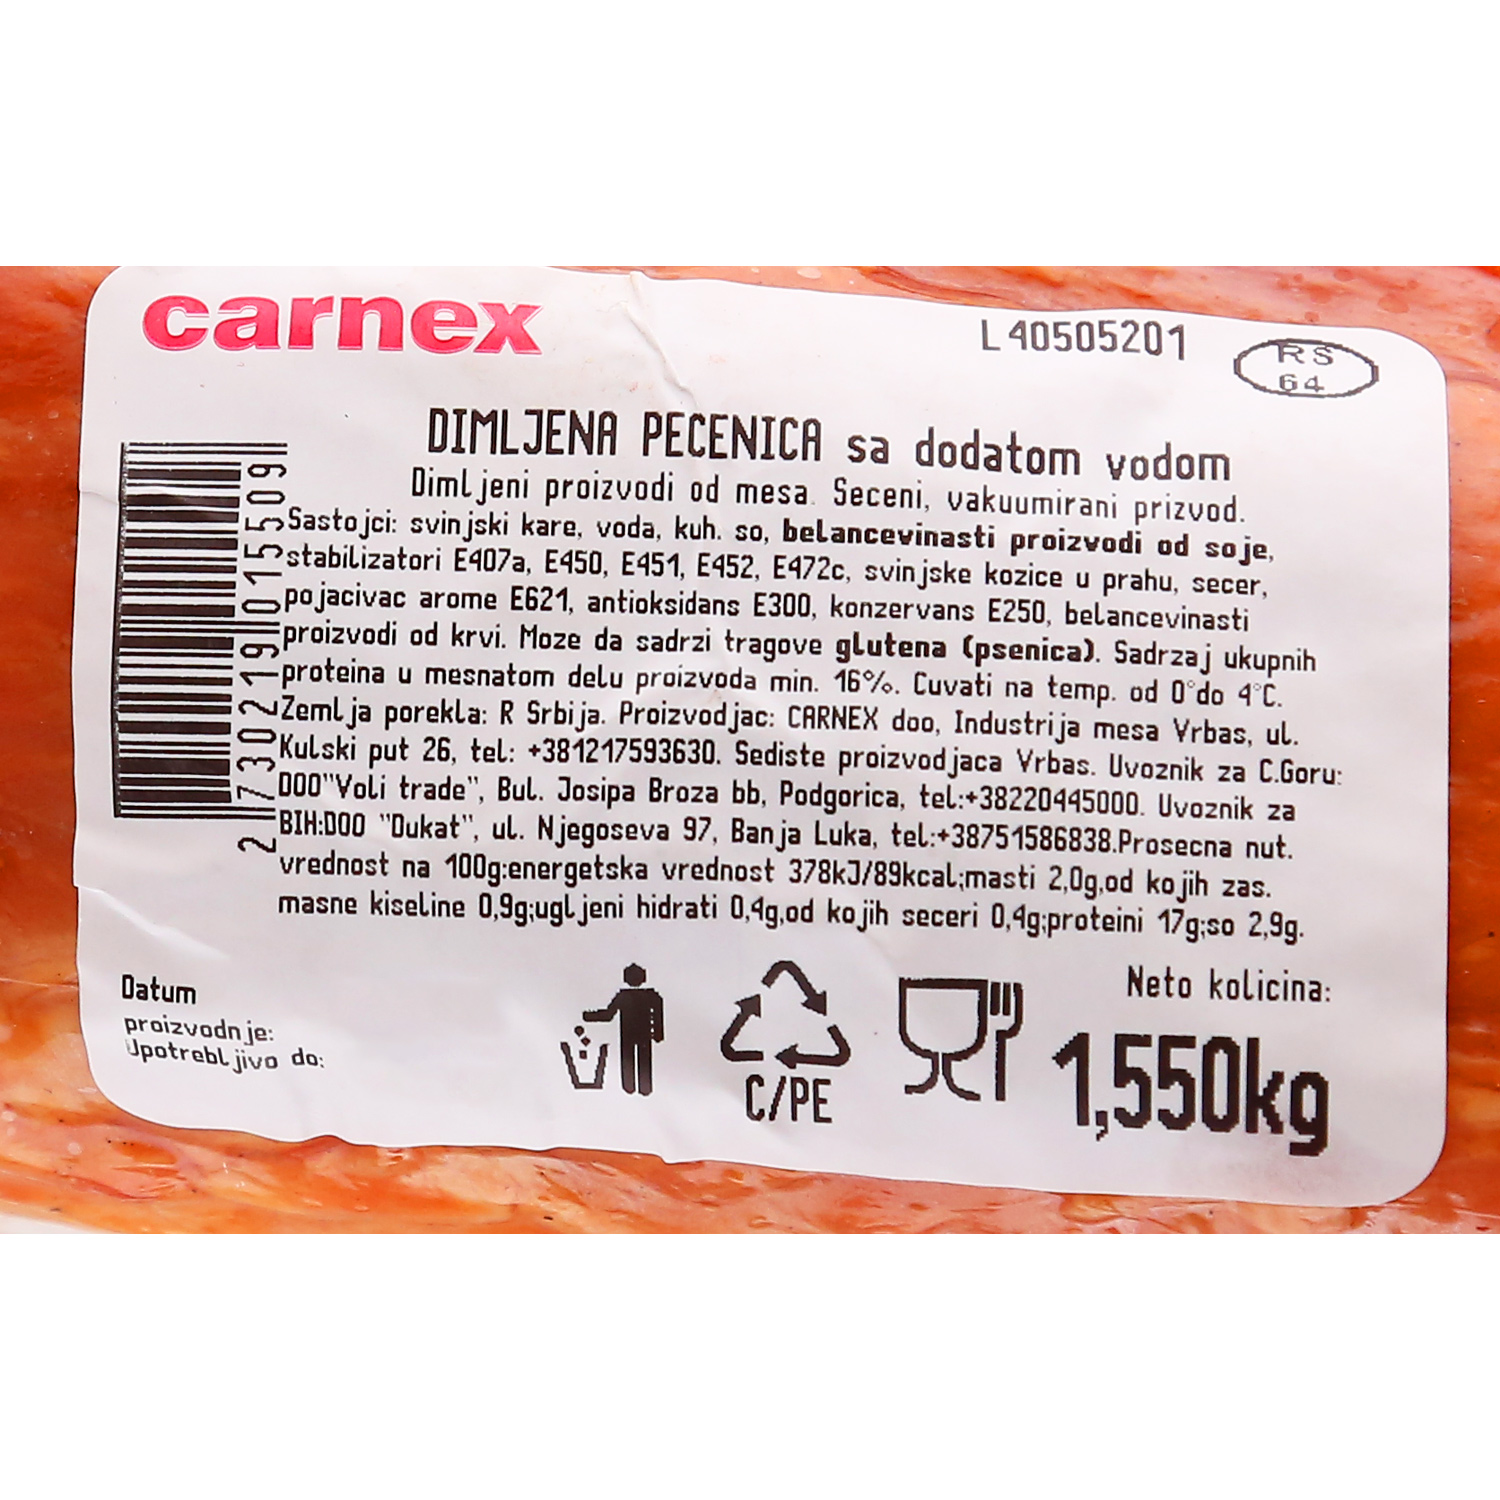 carnex
L40505201
RS
64
DIMLJENA PECENICA sa dodatom vodom
Dimljeni proizvodi od mesa. Seceni, vakuumirani prizvod.
Sastojci: svinjski kare, voda, kuh. so, belancevinasti proizvodi od soje,
stabilizatori E407a, E450, E451, E452, E472c, svinjske kozice u prahu, secer,
pojacivac arome E621, antioksidans E300, konzervans E250, belancevinasti
proizvodi od krvi. Moze da sadrzi tragove glutena (psenica). Sadrzaj ukupnih
proteina u mesnatom delu proizvoda min. 16%. Cuvati na temp. od 0°do 4°C.
Zemlja porekla: R Srbija. Proizvodjac: CARNEX doo, Industrija mesa Vrbas, ul.
Kulski put 26, tel: +381217593630. Sediste proizvodjaca Vrbas. Uvoznik za C.Goru:
DOO"Voli trade", Bul. Josipa Broza bb, Podgorica, tel:+38220445000. Uvoznik za
BIH:DOO "Dukat", ul. Njegoseva 97, Banja Luka, tel:+38751586838.Prosecna nut.
vrednost na 100g:energetska vrednost 378kJ/89kcal;masti 2,0g,od kojih zas.
masne kiseline 0,9g;ugljeni hidrati 0,4g,od kojih seceri 0,4g;proteini 17g;so 2,9g.
2 730219 015509
Datum
proizvodnje:
Upotrebljivo do:
C/PE
Neto kolicina:
1,550kg